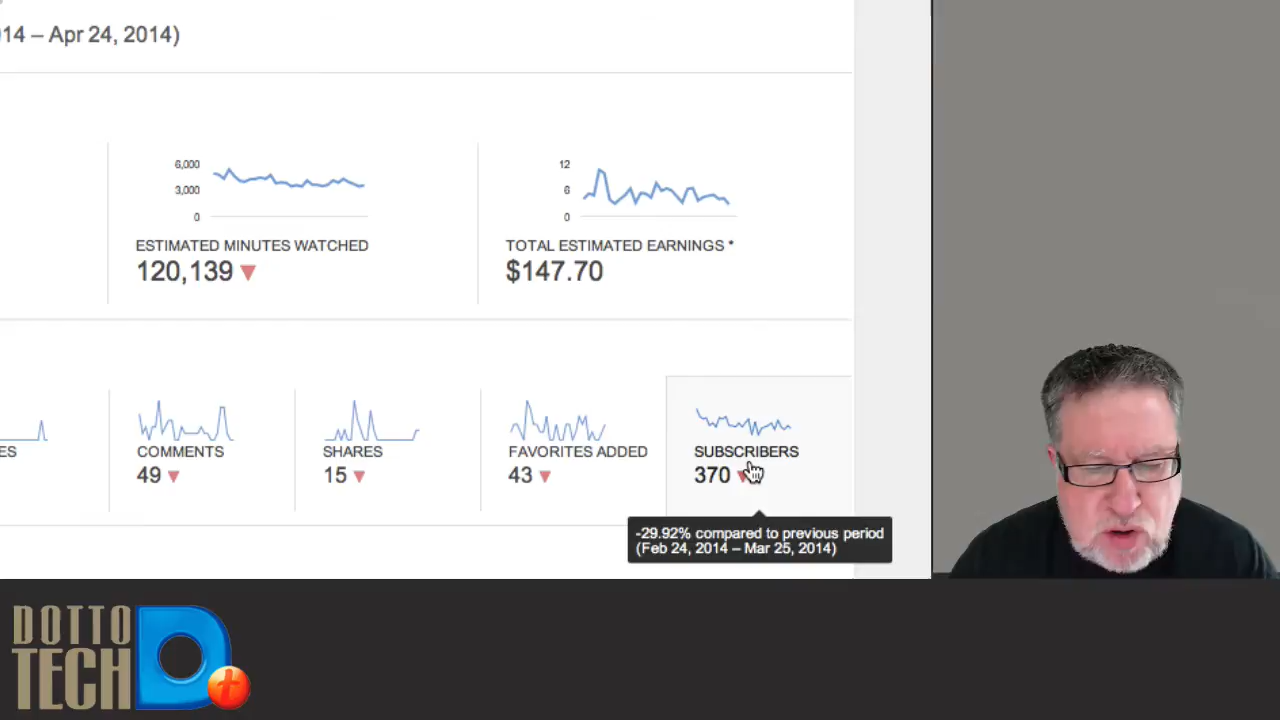 14 – Apr 24, 2014)
6,000
3,000
0
12
6
0
ESTIMATED MINUTES WATCHED
120,139
TOTAL ESTIMATED EARNINGS *
$147.70
ES
COMMENTS
49
SHARES
15
FAVORITES ADDED
43
SUBSCRIBERS
370
-29.92% compared to previous period
(Feb 24, 2014 – Mar 25, 2014)
DOTTO
TECH